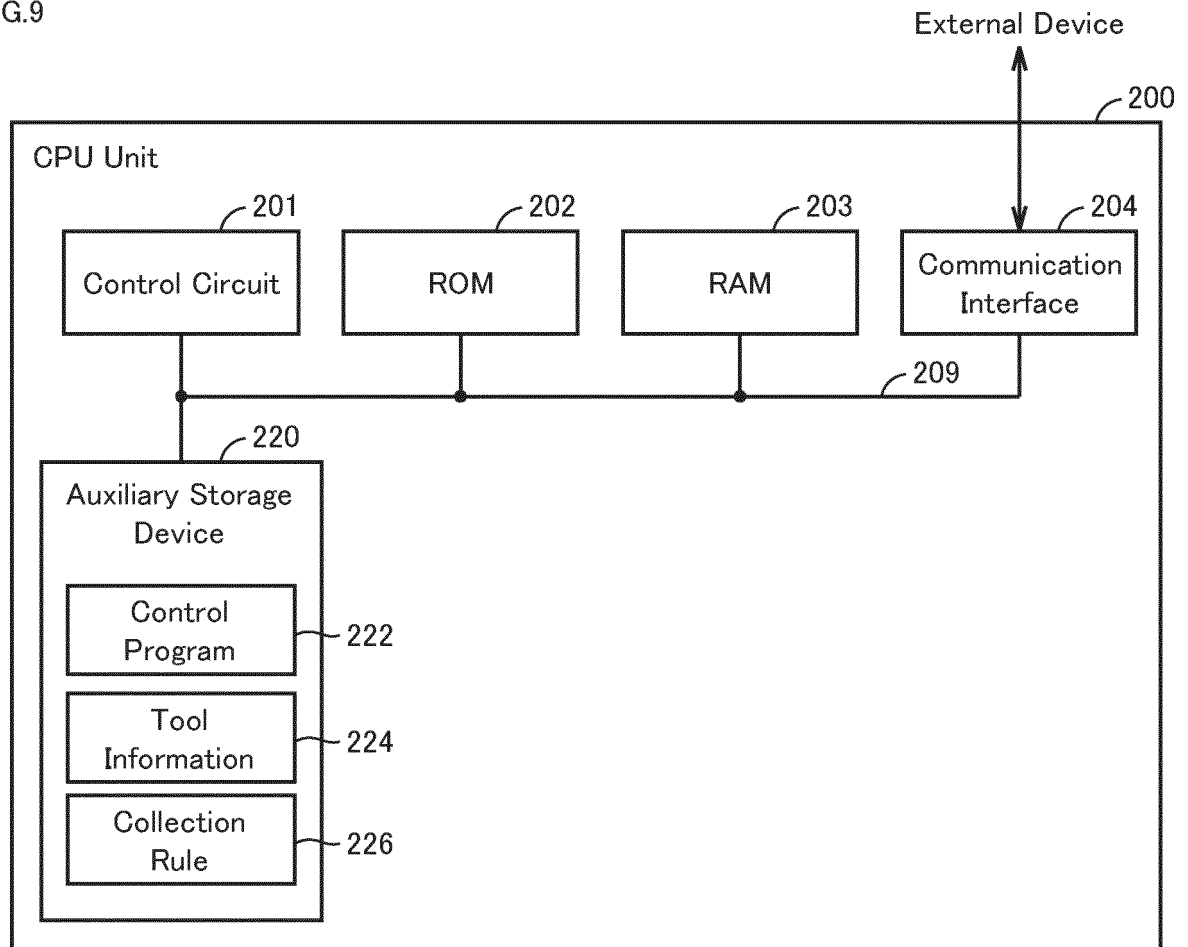 G.9
External Device
200
CPU Unit
201
202
203
204
Control Circuit
ROM
RAM
Communication
Interface
209
220
Auxiliary Storage
Device
Control
Program
222
Tool
Information
224
Collection
Rule
226